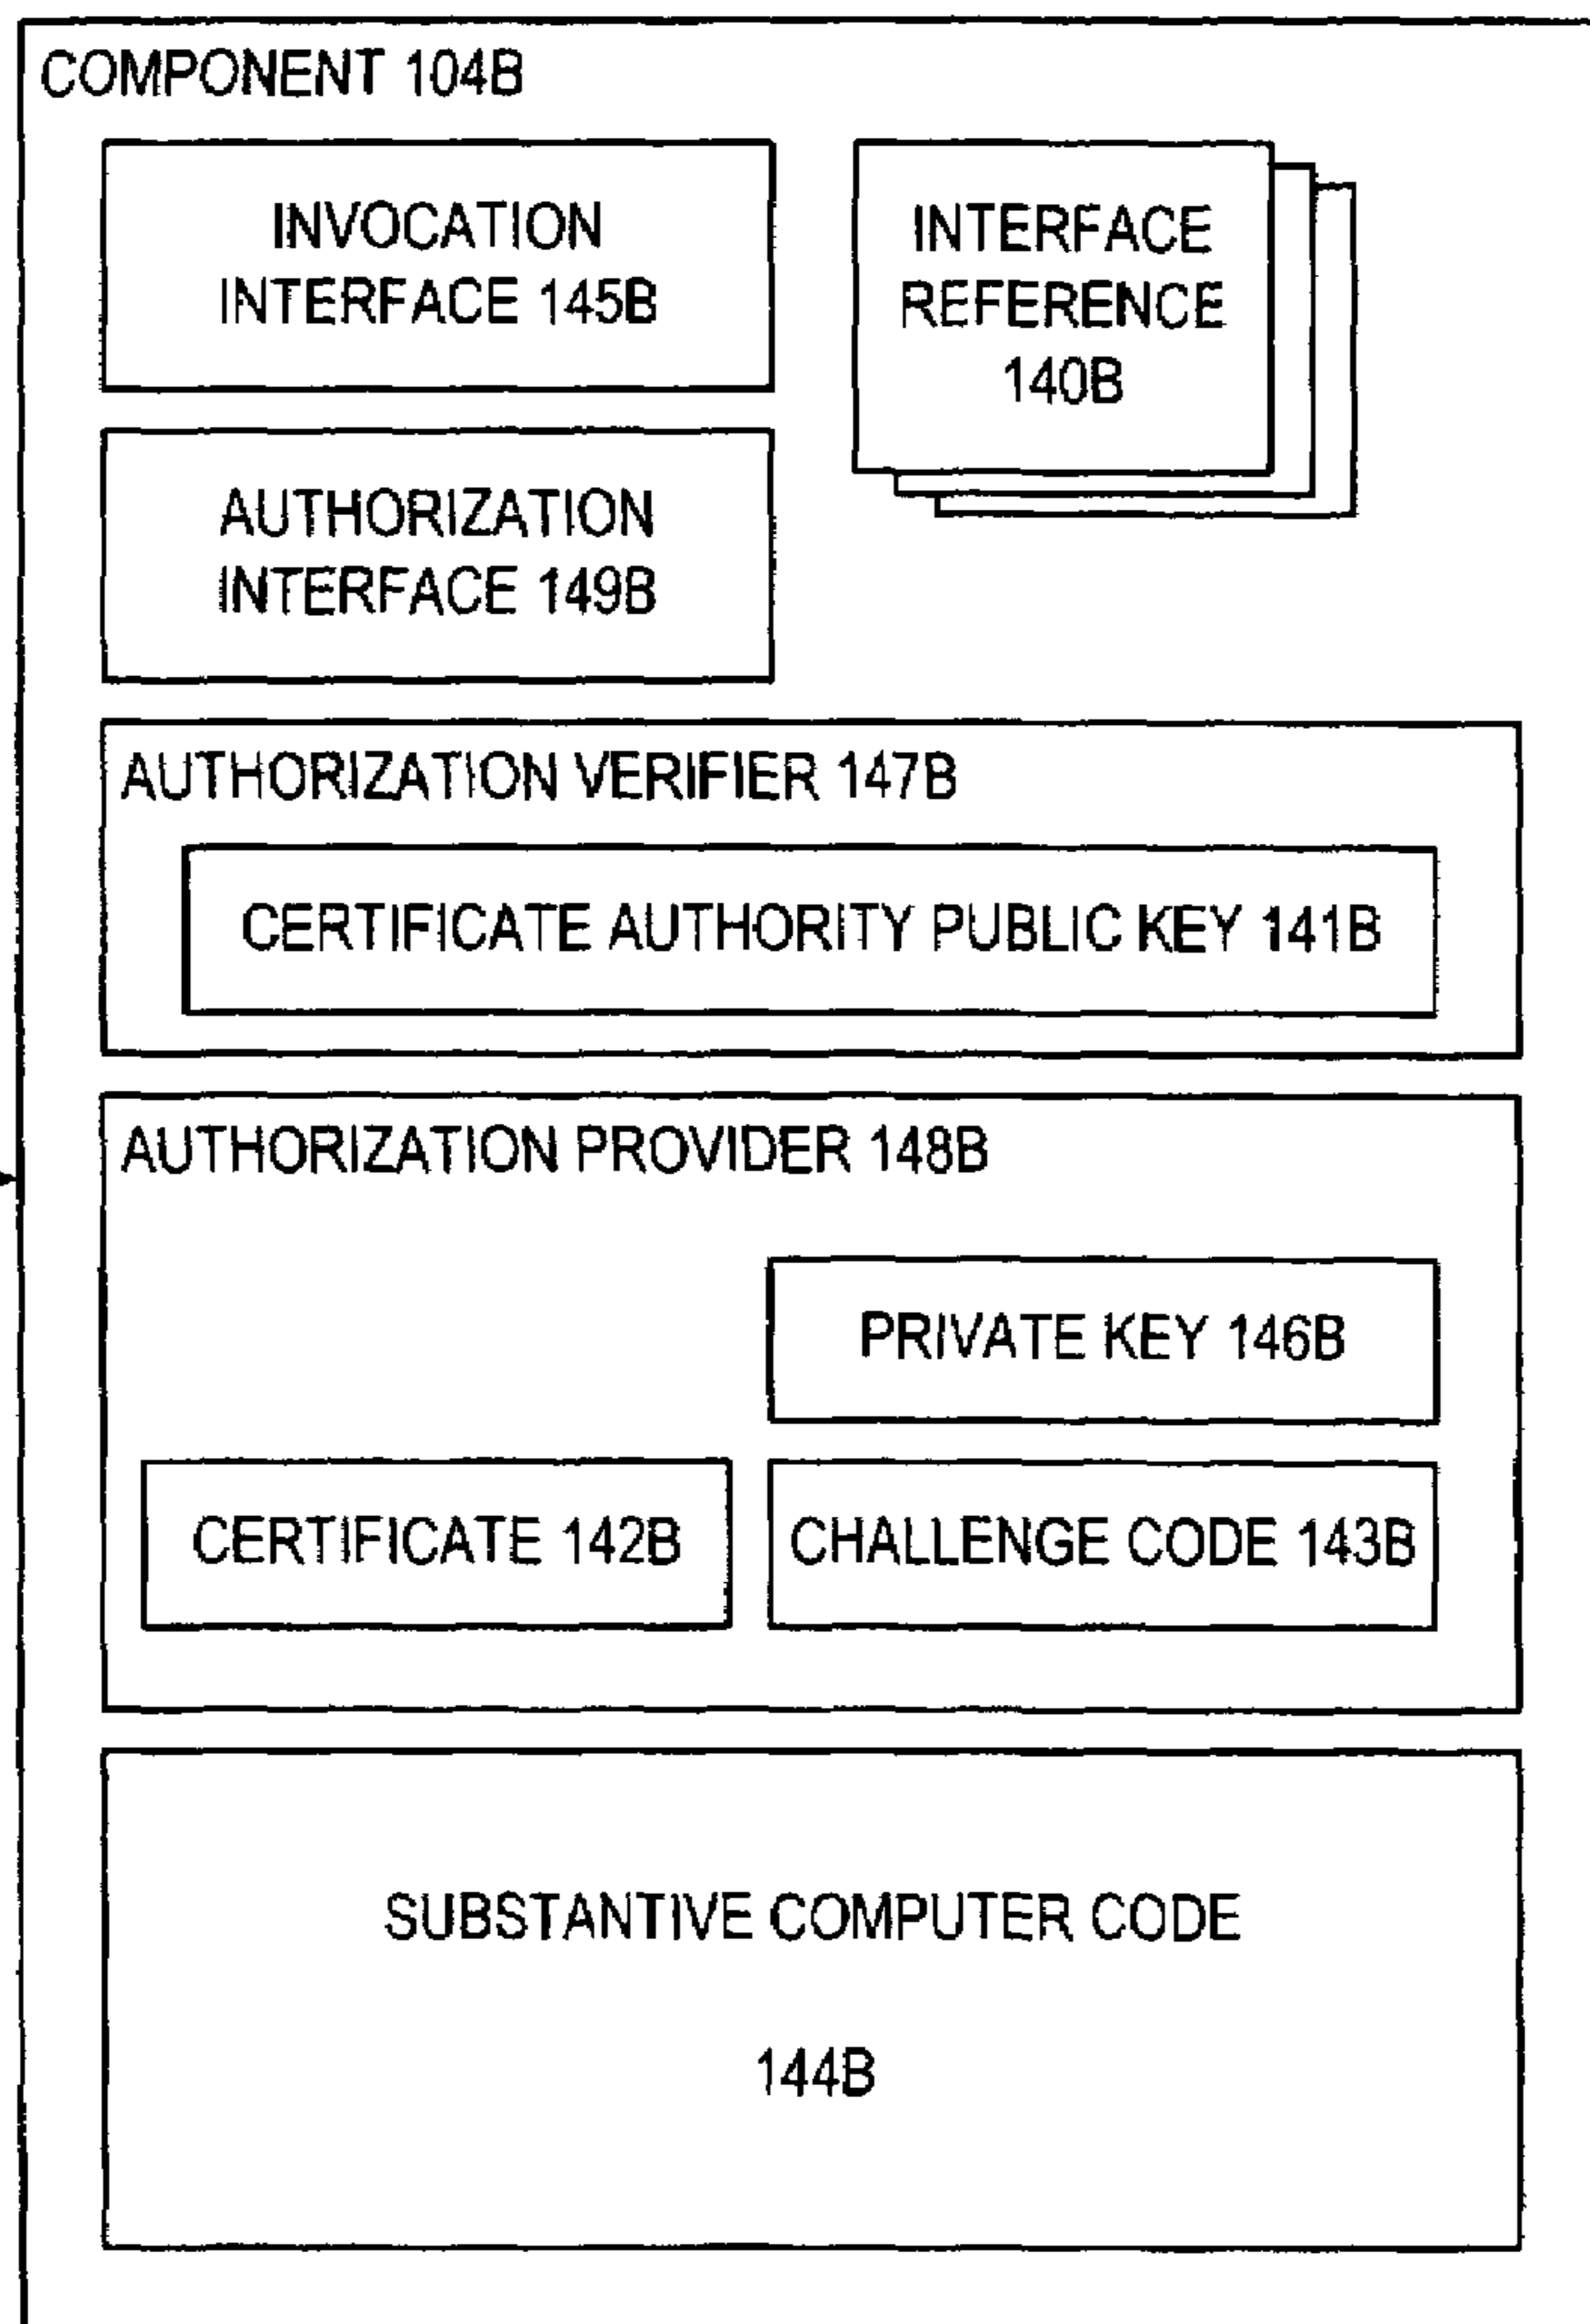 COMPONENT 104B
INVOCATION
INTERFACE 145B
INTERFACE
REFERENCE
140B
AUTHORIZATION
INTERFACE 149B
AUTHORIZATION VERIFIER 147B
CERTIFICATE AUTHORITY PUBLIC KEY 141B
AUTHORIZATION PROVIDER 148B
PRIVATE KEY 146B
CERTIFICATE 142B
CHALLENGE CODE 143B
SUBSTANTIVE COMPUTER CODE
144B